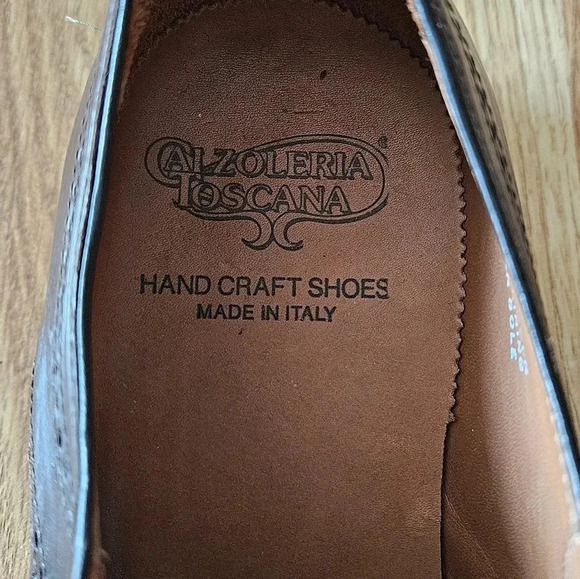 CALZOLERIA
TOSCANA
HAND CRAFT SHOES
MADE IN ITALY